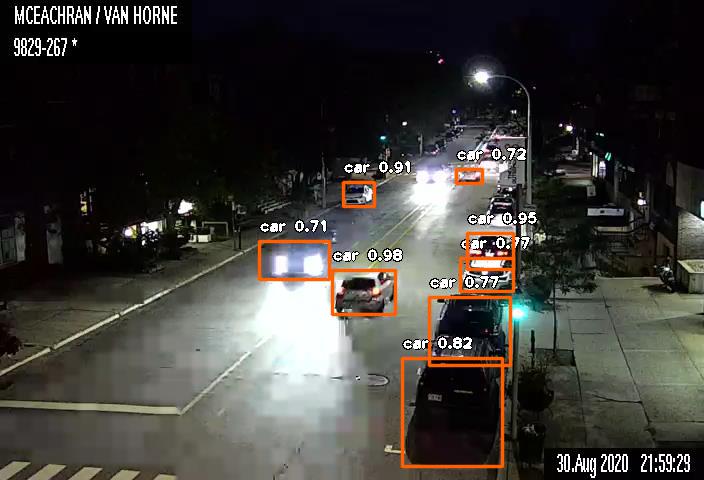 MCEACHRAN / VAN HORNE
9829-267 *
car 0.72
car 0.91
car 0.95
car 0.71
car 0.77
car 0.98
car 0.77
car 0.82
30.Aug 2020 21:59:29